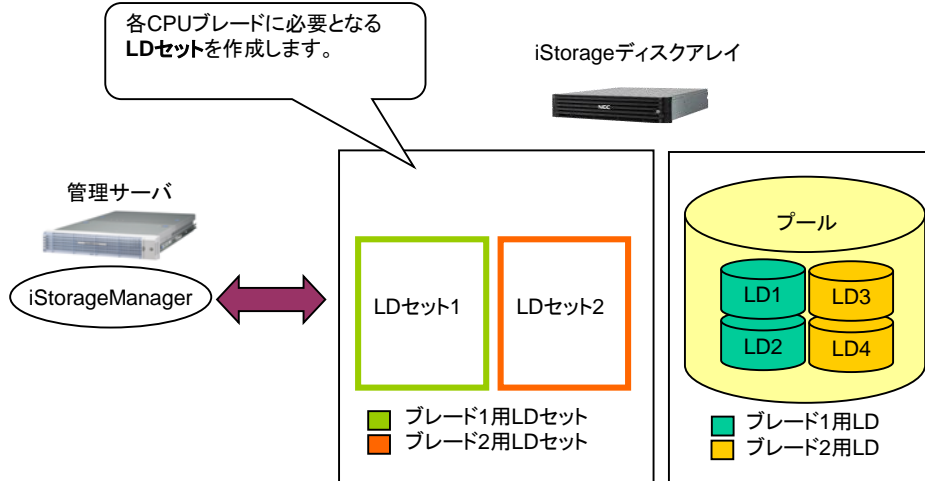 各CPUブレードに必要となる
LDセットを作成します。
iStorageディスクアレイ
NEC
管理サーバ
iStorageManager
LDセット1
LDセット2
ブレード1用LDセット
ブレード2用LDセット
プール
LD1
LD3
LD2
LD4
ブレード1用LD
ブレード2用LD